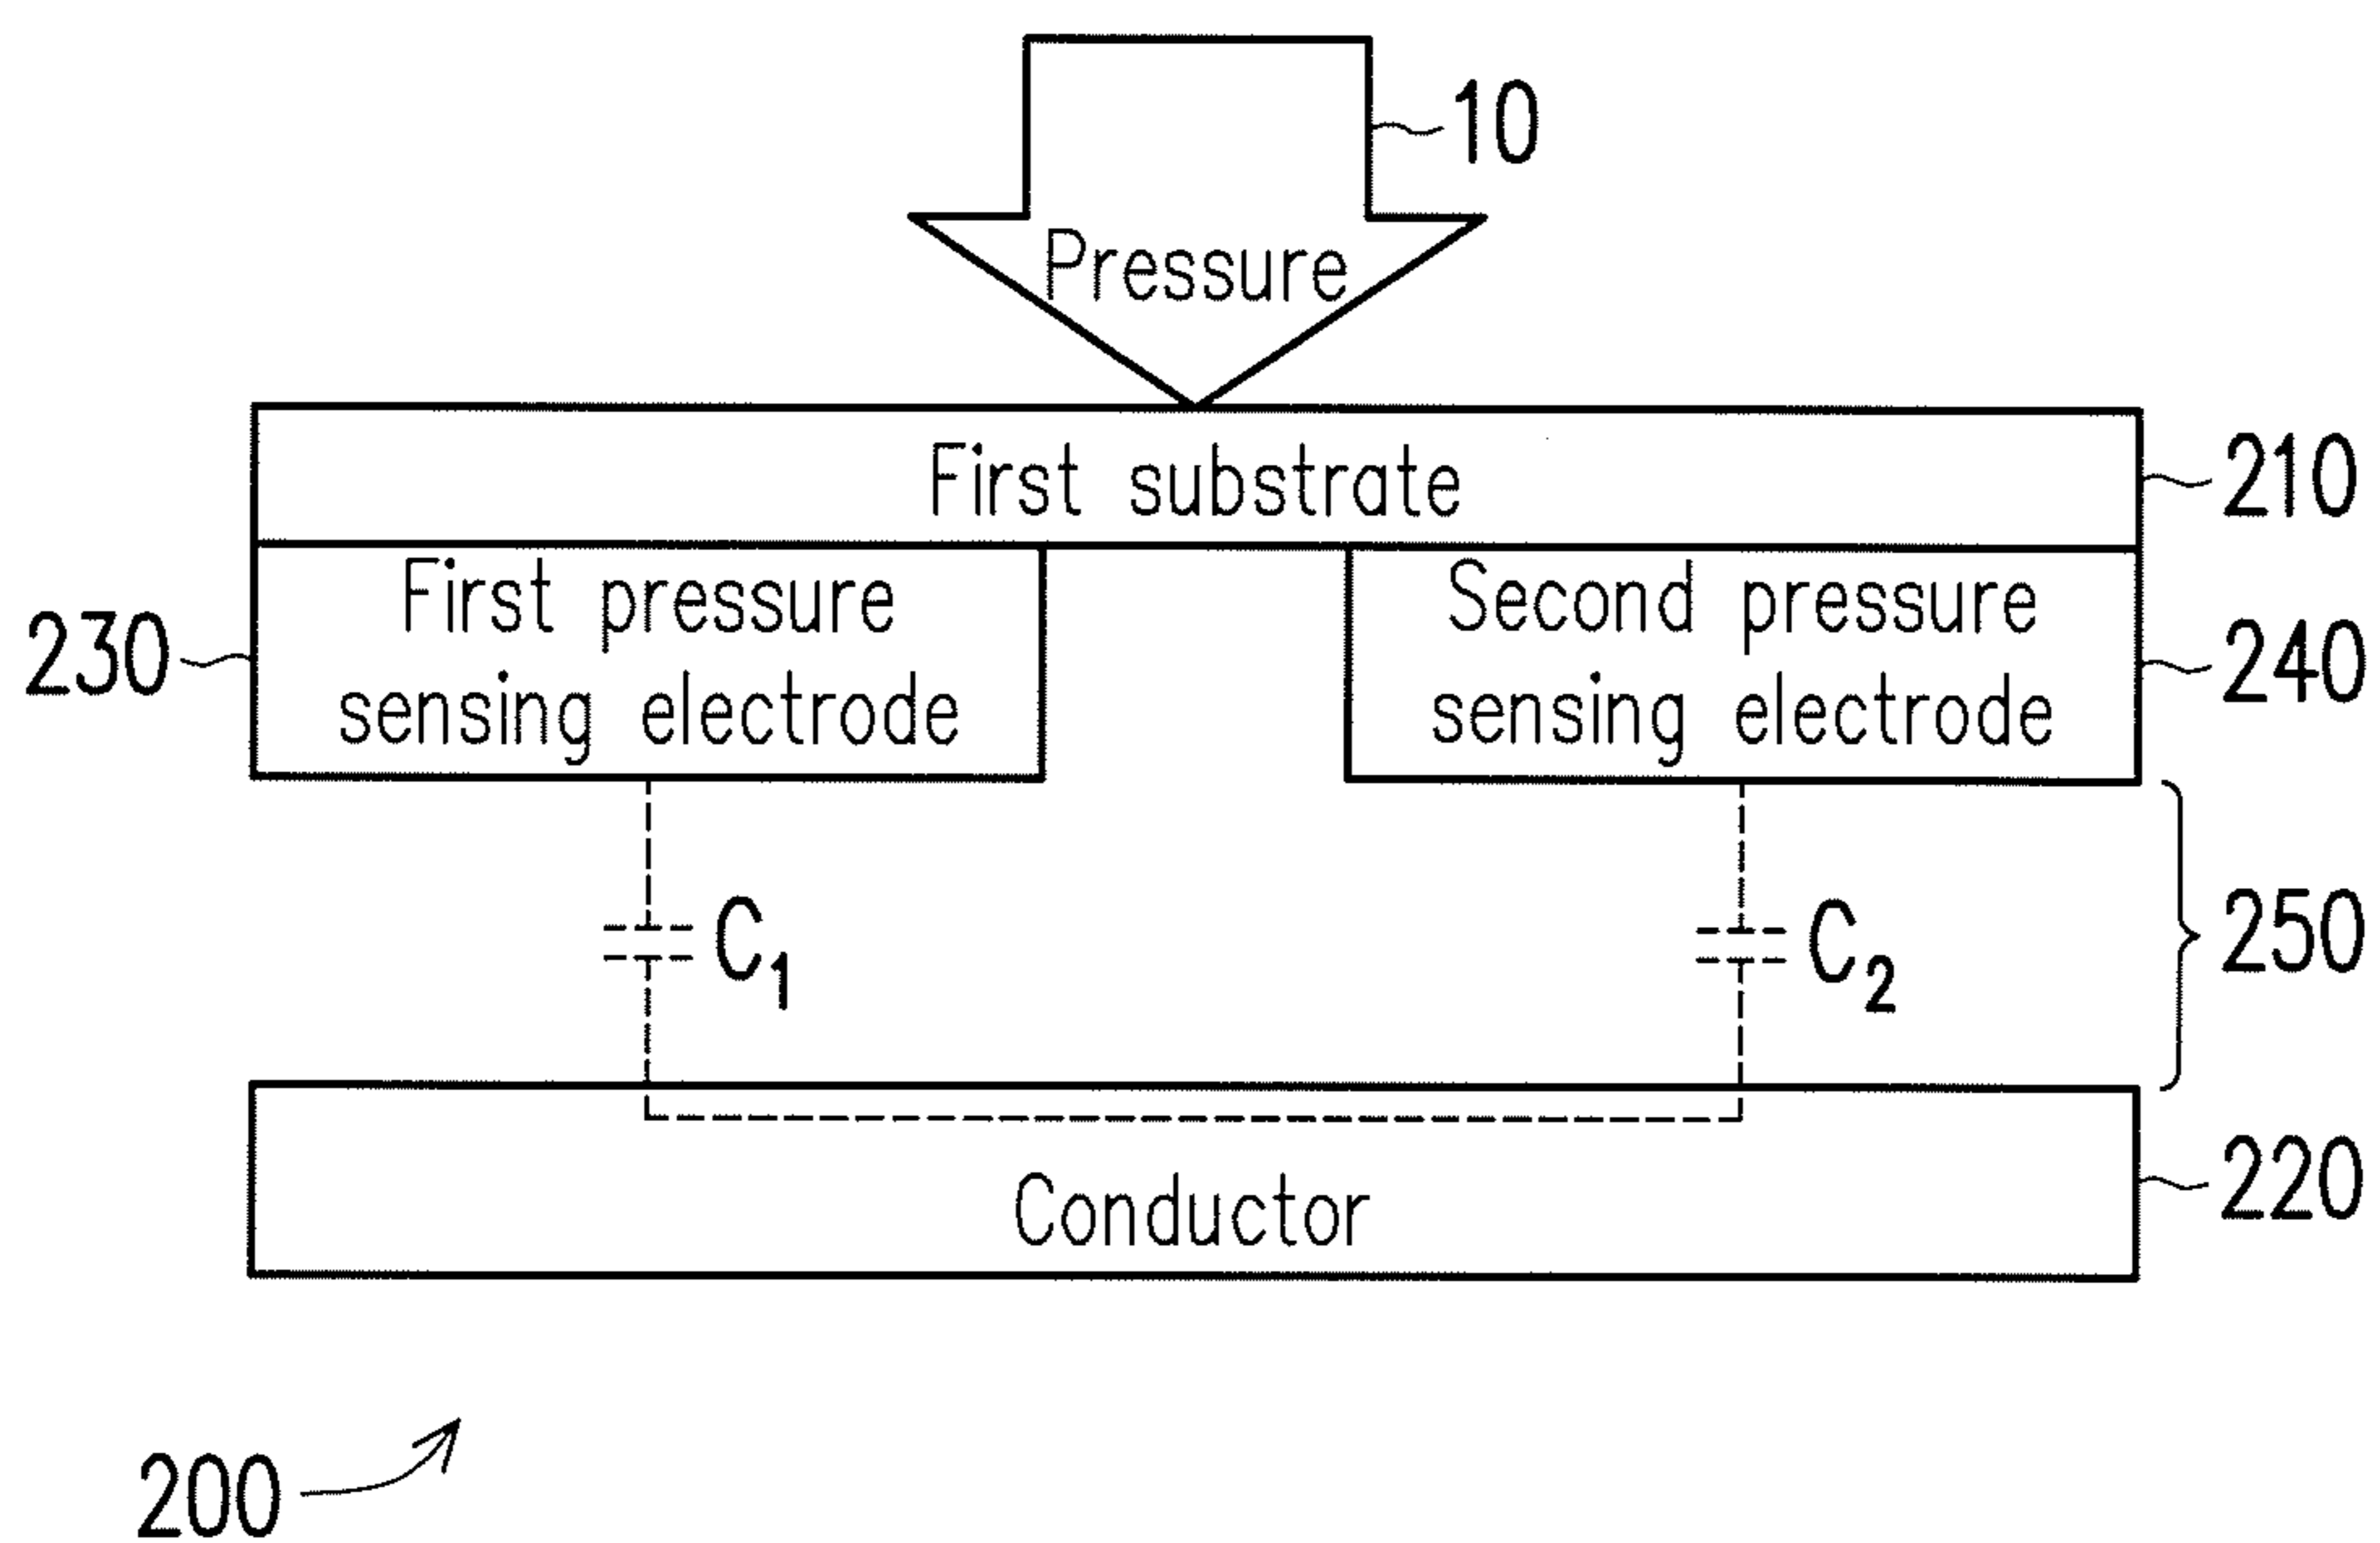 10
Pressure
First substrate
210
First pressure
sensing electrode
230
Second pressure
sensing electrode
240
C1
C2
250
Conductor
220
200